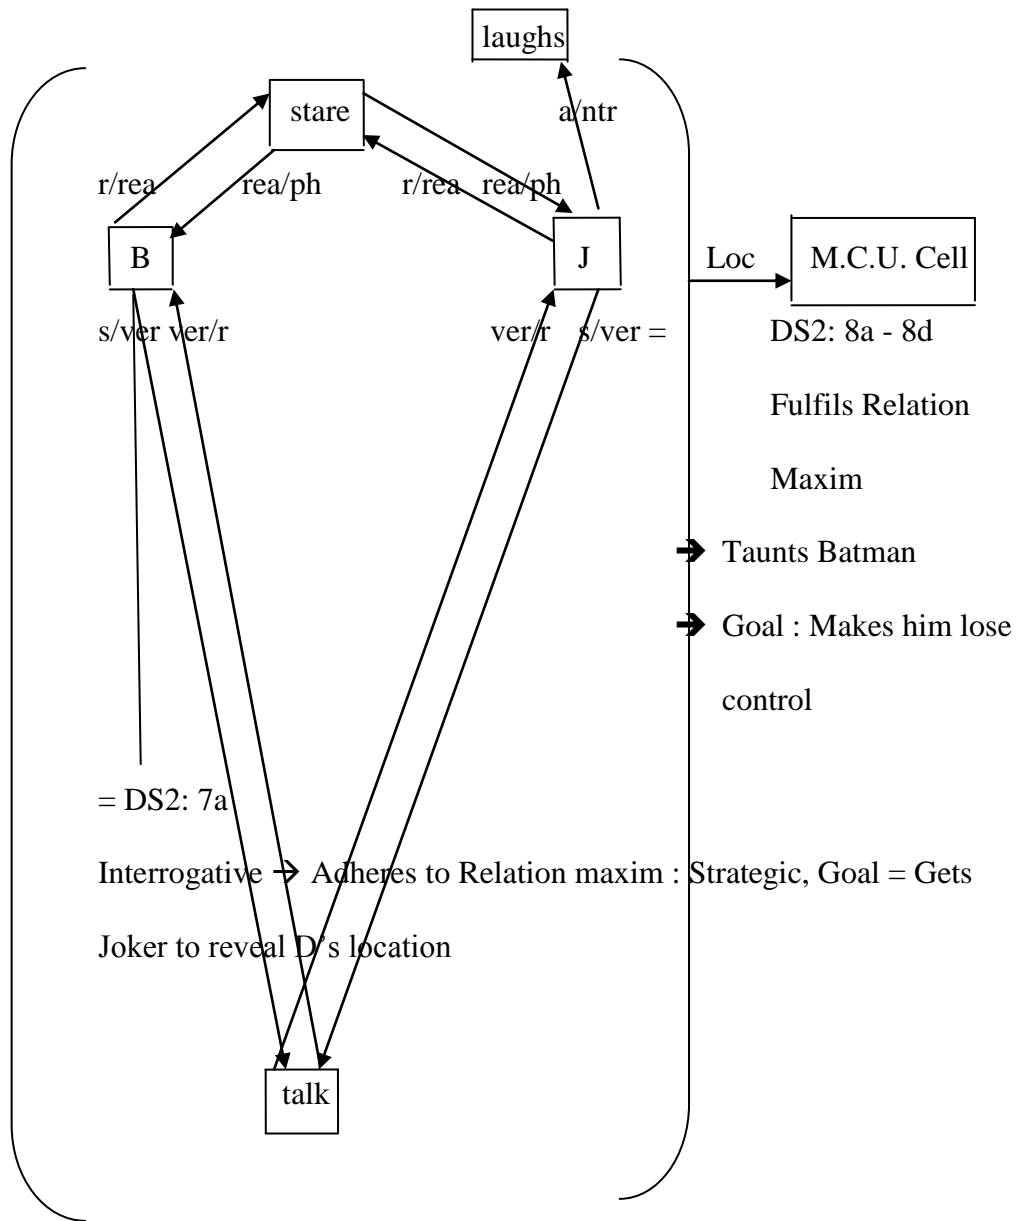 laughs
stare
a/ntr
r/rea rea/ph r/rea rea/ph
B
J
Loc
M.C.U. Cell
s/ver ver/r ver/r s/ver =
DS2: 8a - 8d
Fulfils Relation
Maxim
➔ Taunts Batman
➔ Goal : Makes him lose
control
= DS2: 7a
Interrogative → Adheres to Relation maxim : Strategic, Goal = Gets
Joker to reveal D’s location
talk